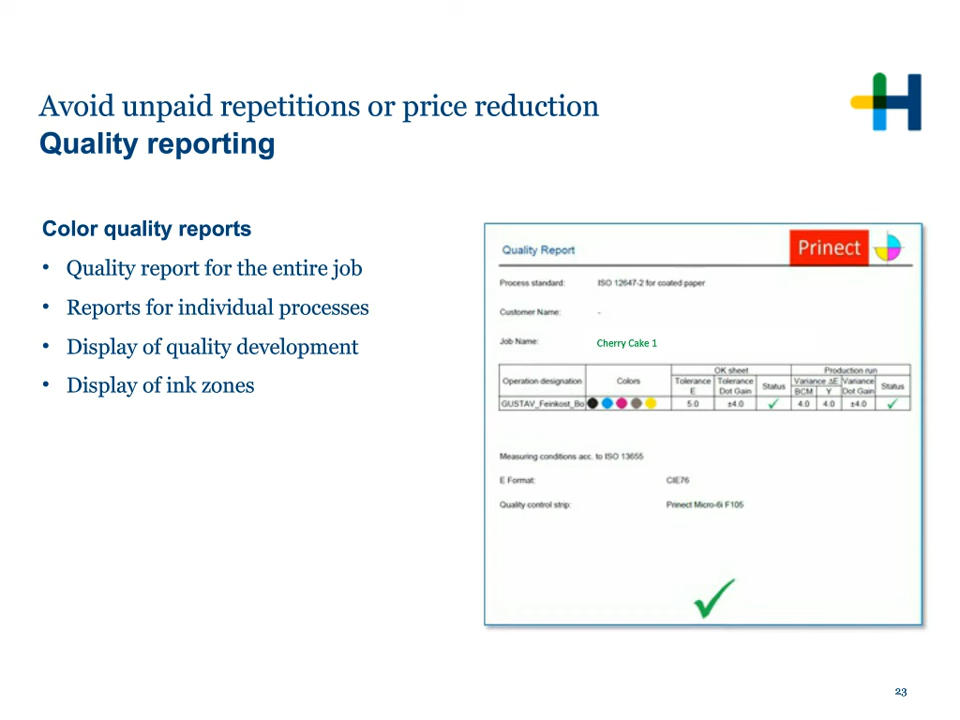 Avoid unpaid repetitions or price reduction
Quality reporting
Color quality reports
• Quality report for the entire job
• Reports for individual processes
• Display of quality development
• Display of ink zones
Quality Report
Prinect
Process standard: ISO 12647-2 for coated paper
Customer Name: -
Job Name: Cherry Cake 1
OK sheet Production run
Operation designation Colors Tolerance E Tolerance Dot Gain Status Variance ΔE BCM Y Variance Dot Gain Status
GUSTAV_Feinkost_Bo 5.0 ±4.0 ✓ 4.0 4.0 ±4.0 ✓
Measuring conditions acc. to ISO 13655
E Format: CIE76
Quality control strip: Prinect Micro-6i F105
23